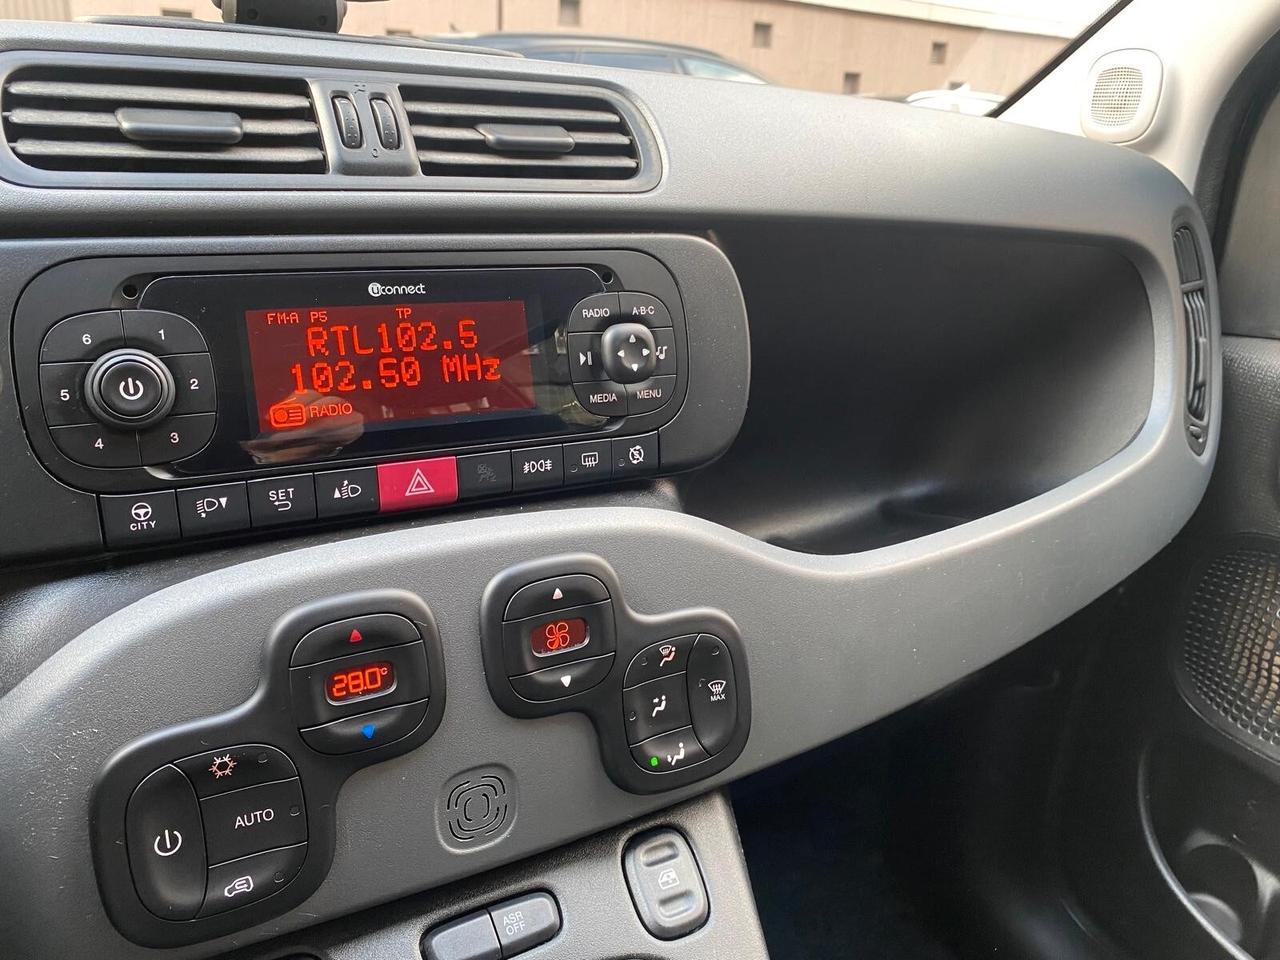 uconnect
FM-A P5 TP
RTL102.5
102.50 MHz
RADIO
6 1
5 2
4 3
RADIO A·B·C
MEDIA MENU
CITY
SET
28.0°C
MAX
AUTO
ASR
OFF